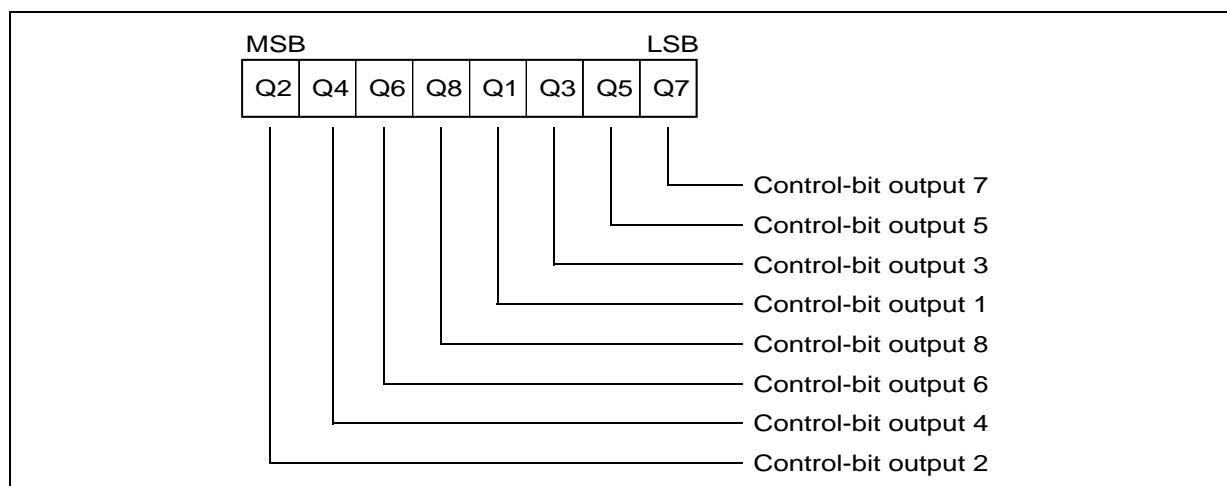 MSB LSB
Q2 Q4 Q6 Q8 Q1 Q3 Q5 Q7
Control-bit output 7
Control-bit output 5
Control-bit output 3
Control-bit output 1
Control-bit output 8
Control-bit output 6
Control-bit output 4
Control-bit output 2